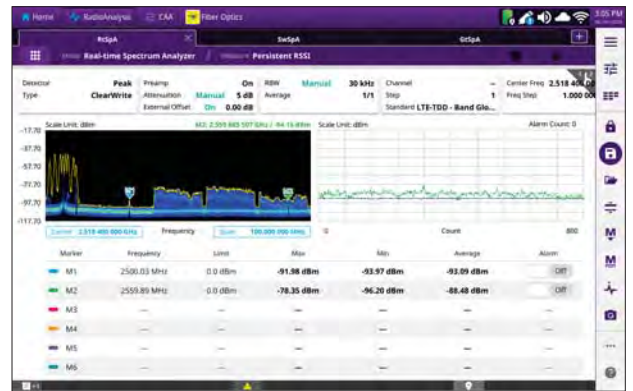 Home RadioAnalysis CAA Fiber Optics 3:05 PM
RtSpA SwSpA GtSpA
Mode Real-time Spectrum Analyzer Measure Persistent RSSI
Detector Peak Preamp On RBW Manual 30 kHz Channel -- Center Freq 2.518 400 00
Type ClearWrite Attenuation Manual 5 dB Average 1/1 Step 1 Freq Step 1.000 00
External Offset On 0.00 dB Standard LTE-TDD - Band Glo...
Scale Unit: dBm Scale Unit: dBm Alarm Count: 0
-17.70
-37.70
-57.70
-77.70
-97.70
-117.70
Center 2.518 400 000 GHz Frequency Span 100.000 000 MHz 0 Count 800
Marker Frequency Limit Max Min Average Alarm
M1 2500.03 MHz 0.0 dBm -91.98 dBm -93.97 dBm -93.09 dBm Off
M2 2559.89 MHz 0.0 dBm -78.35 dBm -96.20 dBm -88.48 dBm Off
M3 -- -- -- -- --
M4 -- -- -- -- --
M5 -- -- -- -- --
M6 -- -- -- -- --